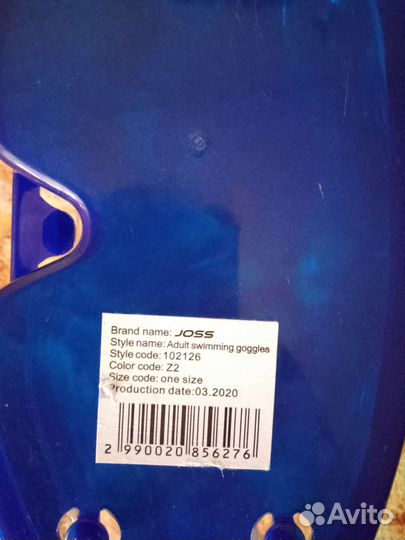 Brand name: JOSS
Style name: Adult swimming goggles
Style code: 102126
Color code: Z2
Size code: one size
Production date:03.2020
2 990020 856276
Avito